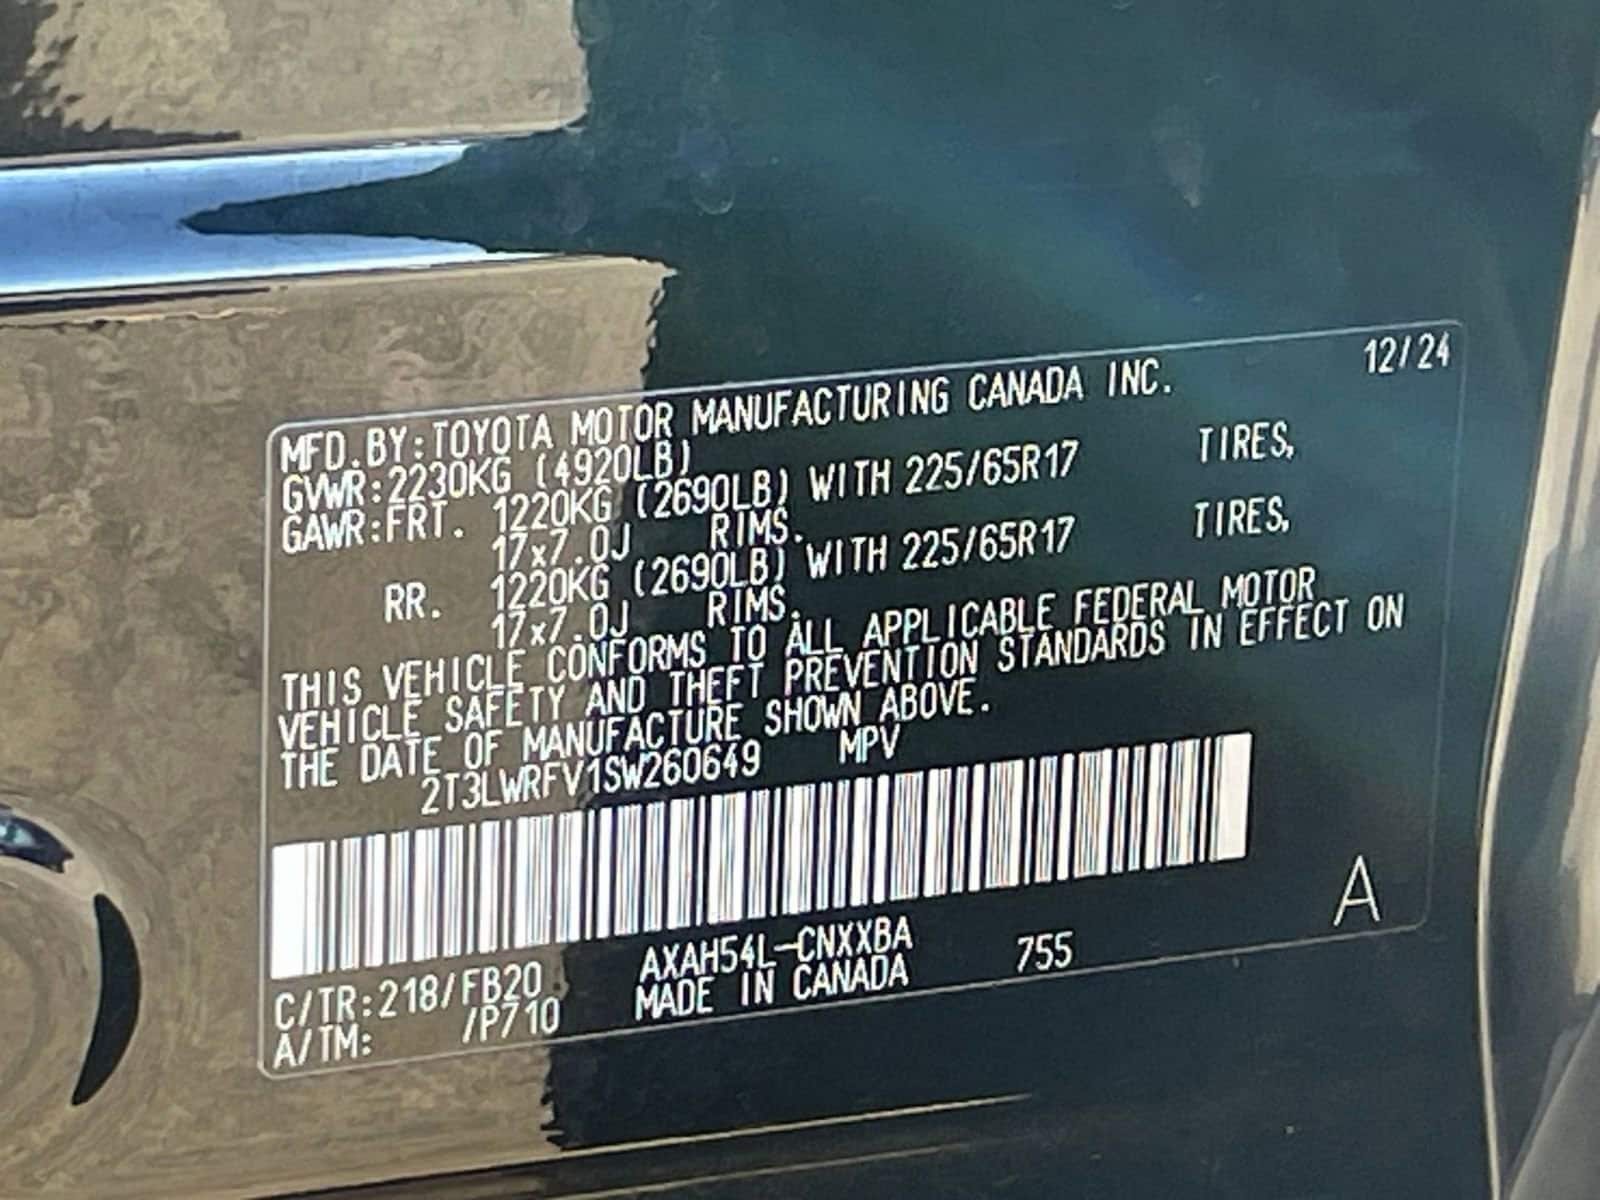 12/24
MFD.BY:TOYOTA MOTOR MANUFACTURING CANADA INC.
GVWR:2230KG (4920LB)
GAWR:FRT. 1220KG (2690LB) WITH 225/65R17 TIRES,
17x7.0J RIMS.
RR. 1220KG (2690LB) WITH 225/65R17 TIRES,
17x7.0J RIMS.
THIS VEHICLE CONFORMS TO ALL APPLICABLE FEDERAL MOTOR
VEHICLE SAFETY AND THEFT PREVENTION STANDARDS IN EFFECT ON
THE DATE OF MANUFACTURE SHOWN ABOVE.
2T3LWRFV1SW260649 MPV
A
C/TR:218/FB20 AXAH54L-CNXXBA 755
A/TM: /P710 MADE IN CANADA